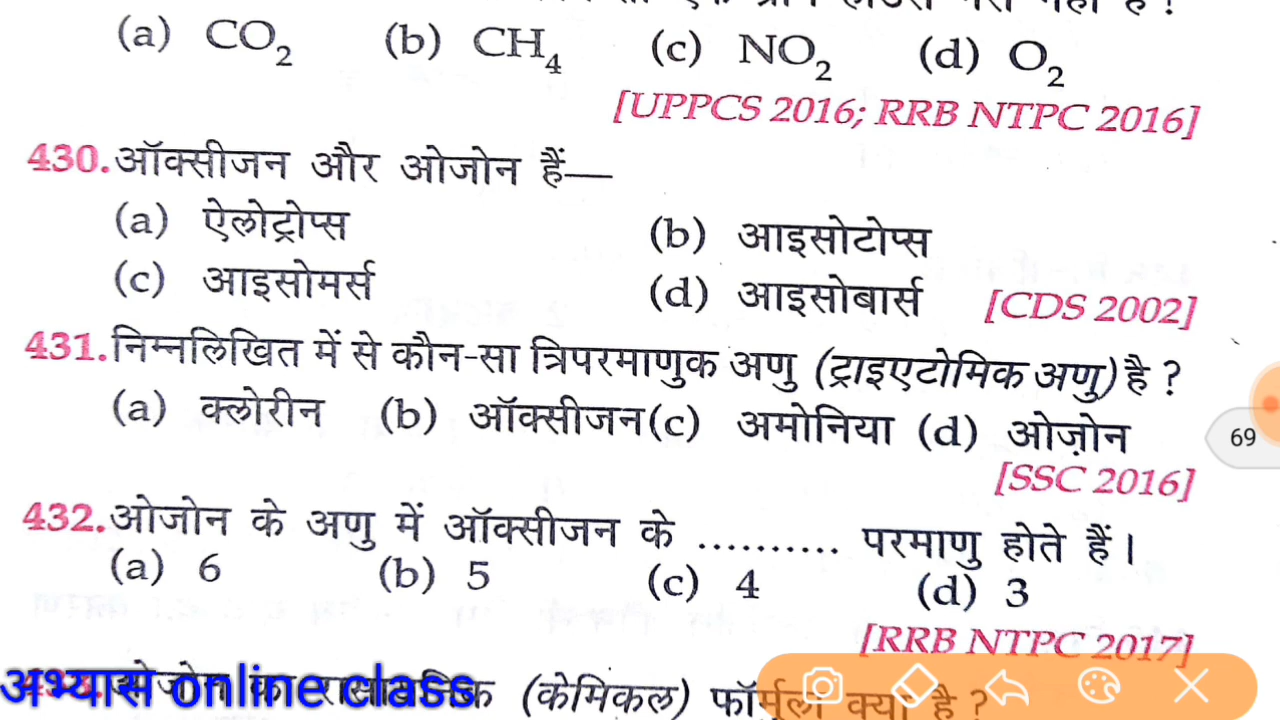 (a) CO2 (b) CH4 (c) NO2 (d) O2
[UPPCS 2016; RRB NTPC 2016]
430. ऑक्सीजन और ओजोन हैं—
(a) ऐलोट्रोप्स (b) आइसोटोप्स
(c) आइसोमर्स (d) आइसोबार्स [CDS 2002]
431. निम्नलिखित में से कौन-सा त्रिपरमाणुक अणु (ट्राइएटोमिक अणु) है ?
(a) क्लोरीन (b) ऑक्सीजन (c) अमोनिया (d) ओज़ोन
69
[SSC 2016]
432. ओजोन के अणु में ऑक्सीजन के .......... परमाणु होते हैं।
(a) 6 (b) 5 (c) 4 (d) 3
[RRB NTPC 2017]
(केमिकल) फॉर्मुला क्या है ?
अभ्यास online class